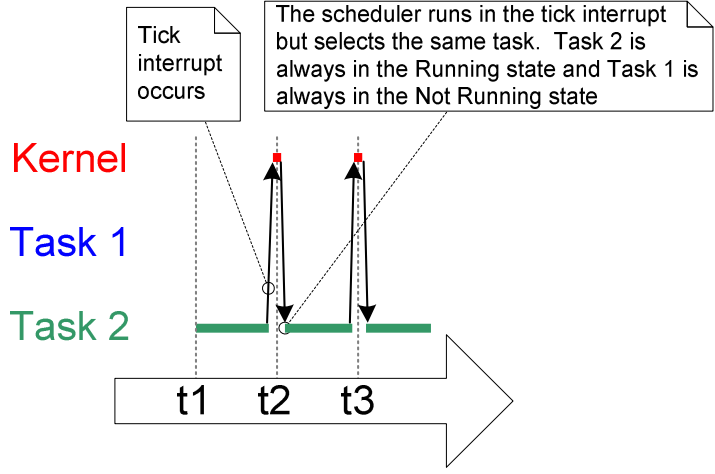 Tick
interrupt
occurs
The scheduler runs in the tick interrupt
but selects the same task.  Task 2 is
always in the Running state and Task 1 is
always in the Not Running state
Kernel
Task 1
Task 2
t1 t2 t3